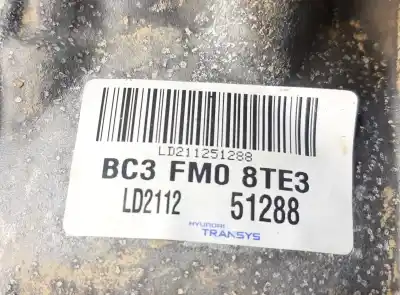 LD211251288
BC3 FM0 8TE3
LD2112 51288
HYUNDAI
TRANSYS